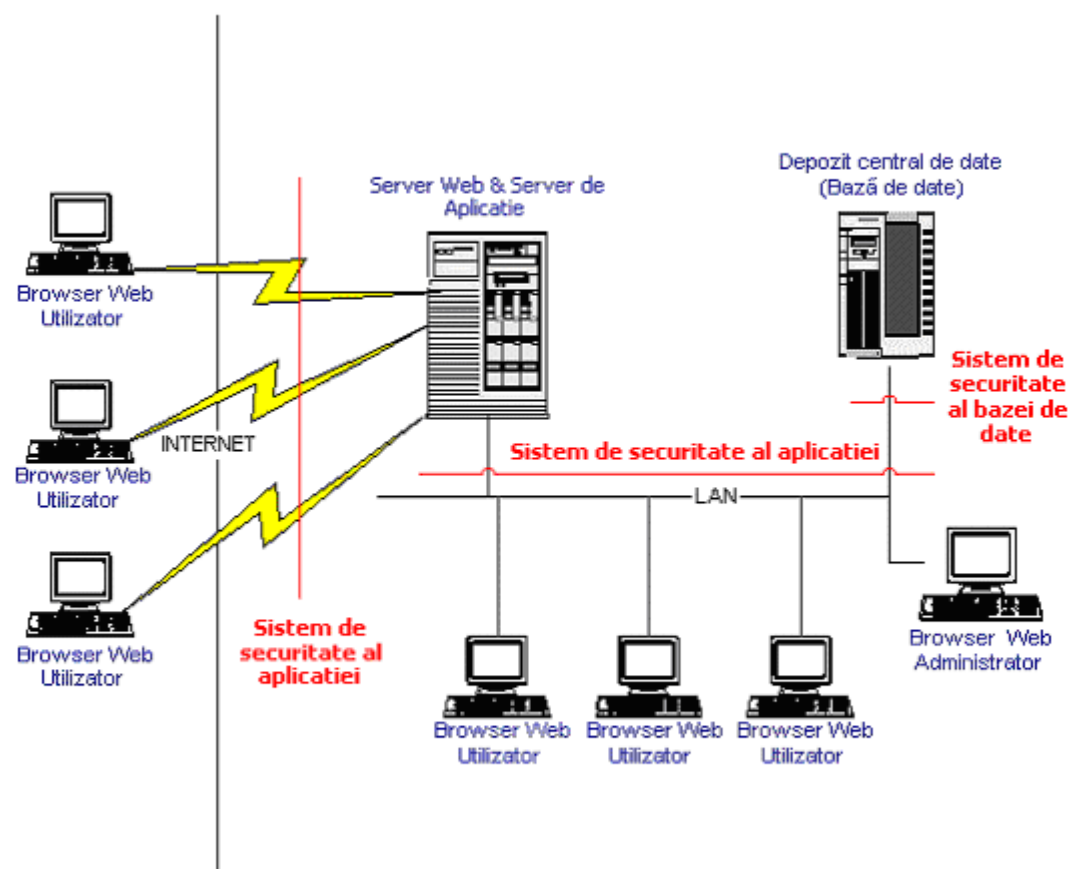 Depozit central de date
(Bază de date)
Server Web & Server de
Aplicatie
Browser Web
Utilizator
Sistem de
securitate
al bazei de
date
Browser Web
Utilizator
INTERNET
Sistem de securitate al aplicatiei
LAN
Browser Web
Utilizator
Sistem de
securitate al
aplicatiei
Browser Web
Administrator
Browser Web
Utilizator
Browser Web
Utilizator
Browser Web
Utilizator